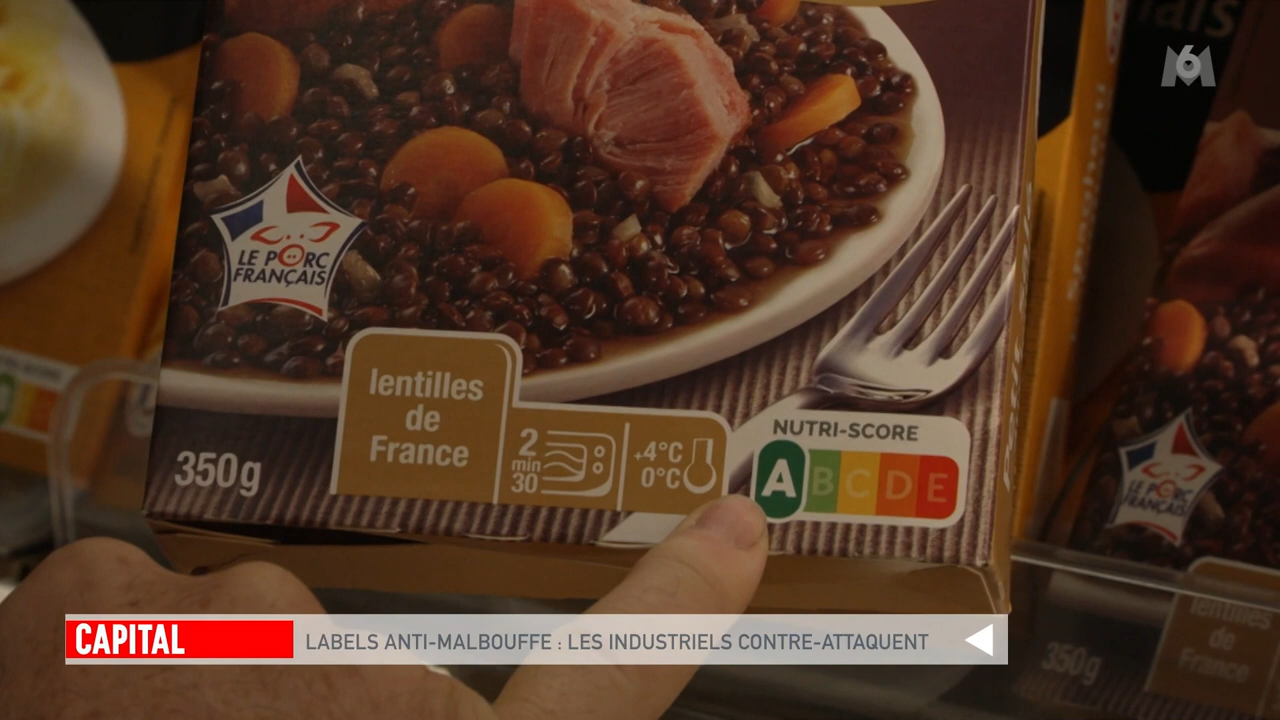 M6
LE PORC
FRANÇAIS
lentilles
de
France
350g
2
min
30
+4°C
0°C
NUTRI-SCORE
A B C D E
LE PORC
FRANÇAIS
lentilles
de
France
350g
CAPITAL
LABELS ANTI-MALBOUFFE : LES INDUSTRIELS CONTRE-ATTAQUENT